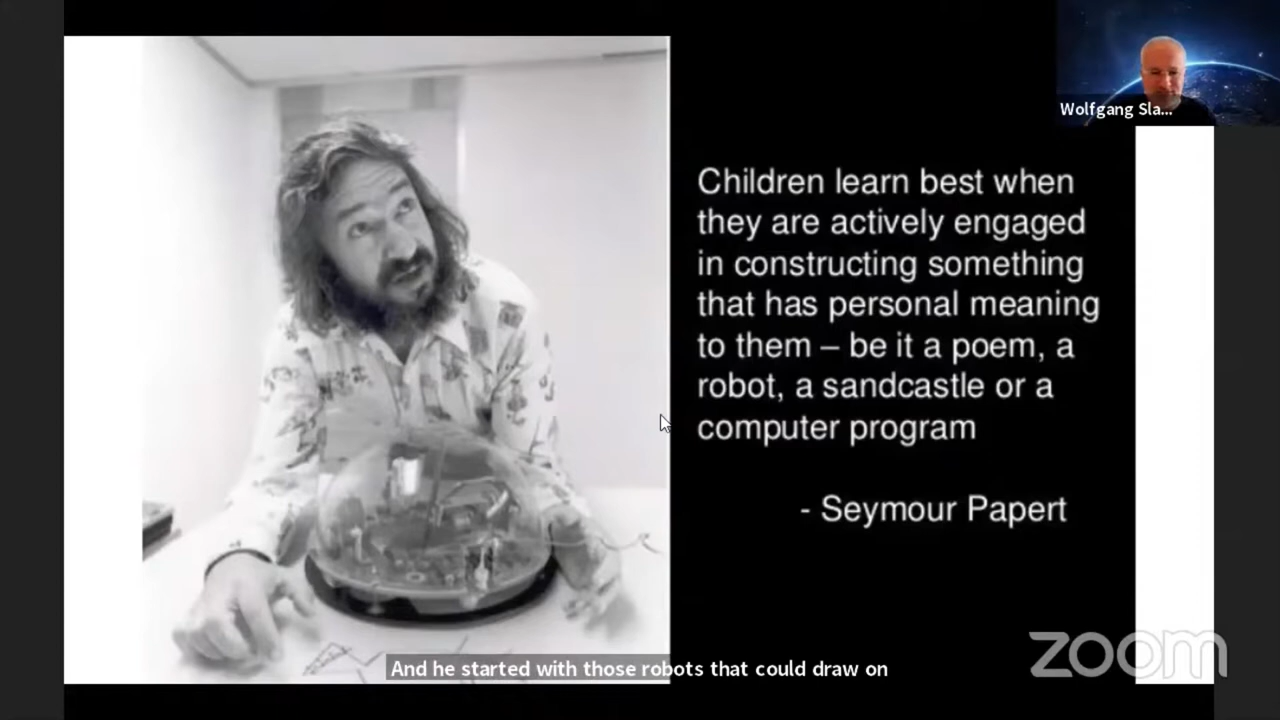 Wolfgang Sla...
Children learn best when
they are actively engaged
in constructing something
that has personal meaning
to them – be it a poem, a
robot, a sandcastle or a
computer program
- Seymour Papert
And he started with those robots that could draw on
zoom